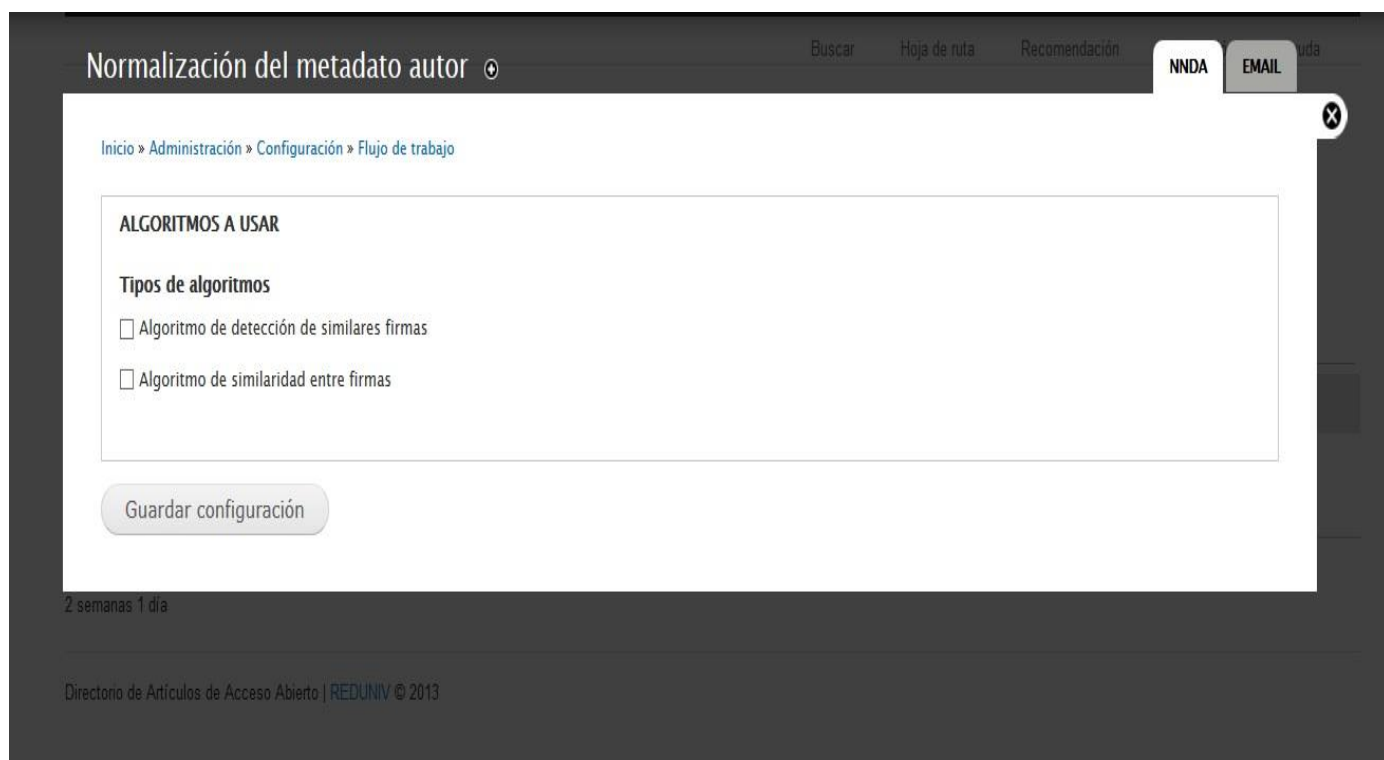 Buscar Hoja de ruta Recomendación
Normalización del metadato autor
NNDA EMAIL uda
Inicio » Administración » Configuración » Flujo de trabajo
ALGORITMOS A USAR
Tipos de algoritmos
Algoritmo de detección de similares firmas
Algoritmo de similaridad entre firmas
Guardar configuración
2 semanas 1 día
Directorio de Artículos de Acceso Abierto | REDUNIV © 2013